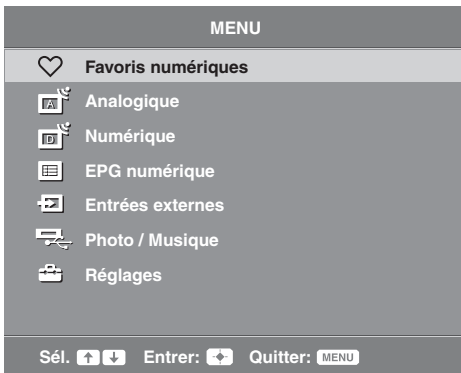 MENU
Favoris numériques
A Analogique
D Numérique
EPG numérique
Entrées externes
Photo / Musique
Réglages
Sél. ↑ ↓ Entrer: Quitter: MENU